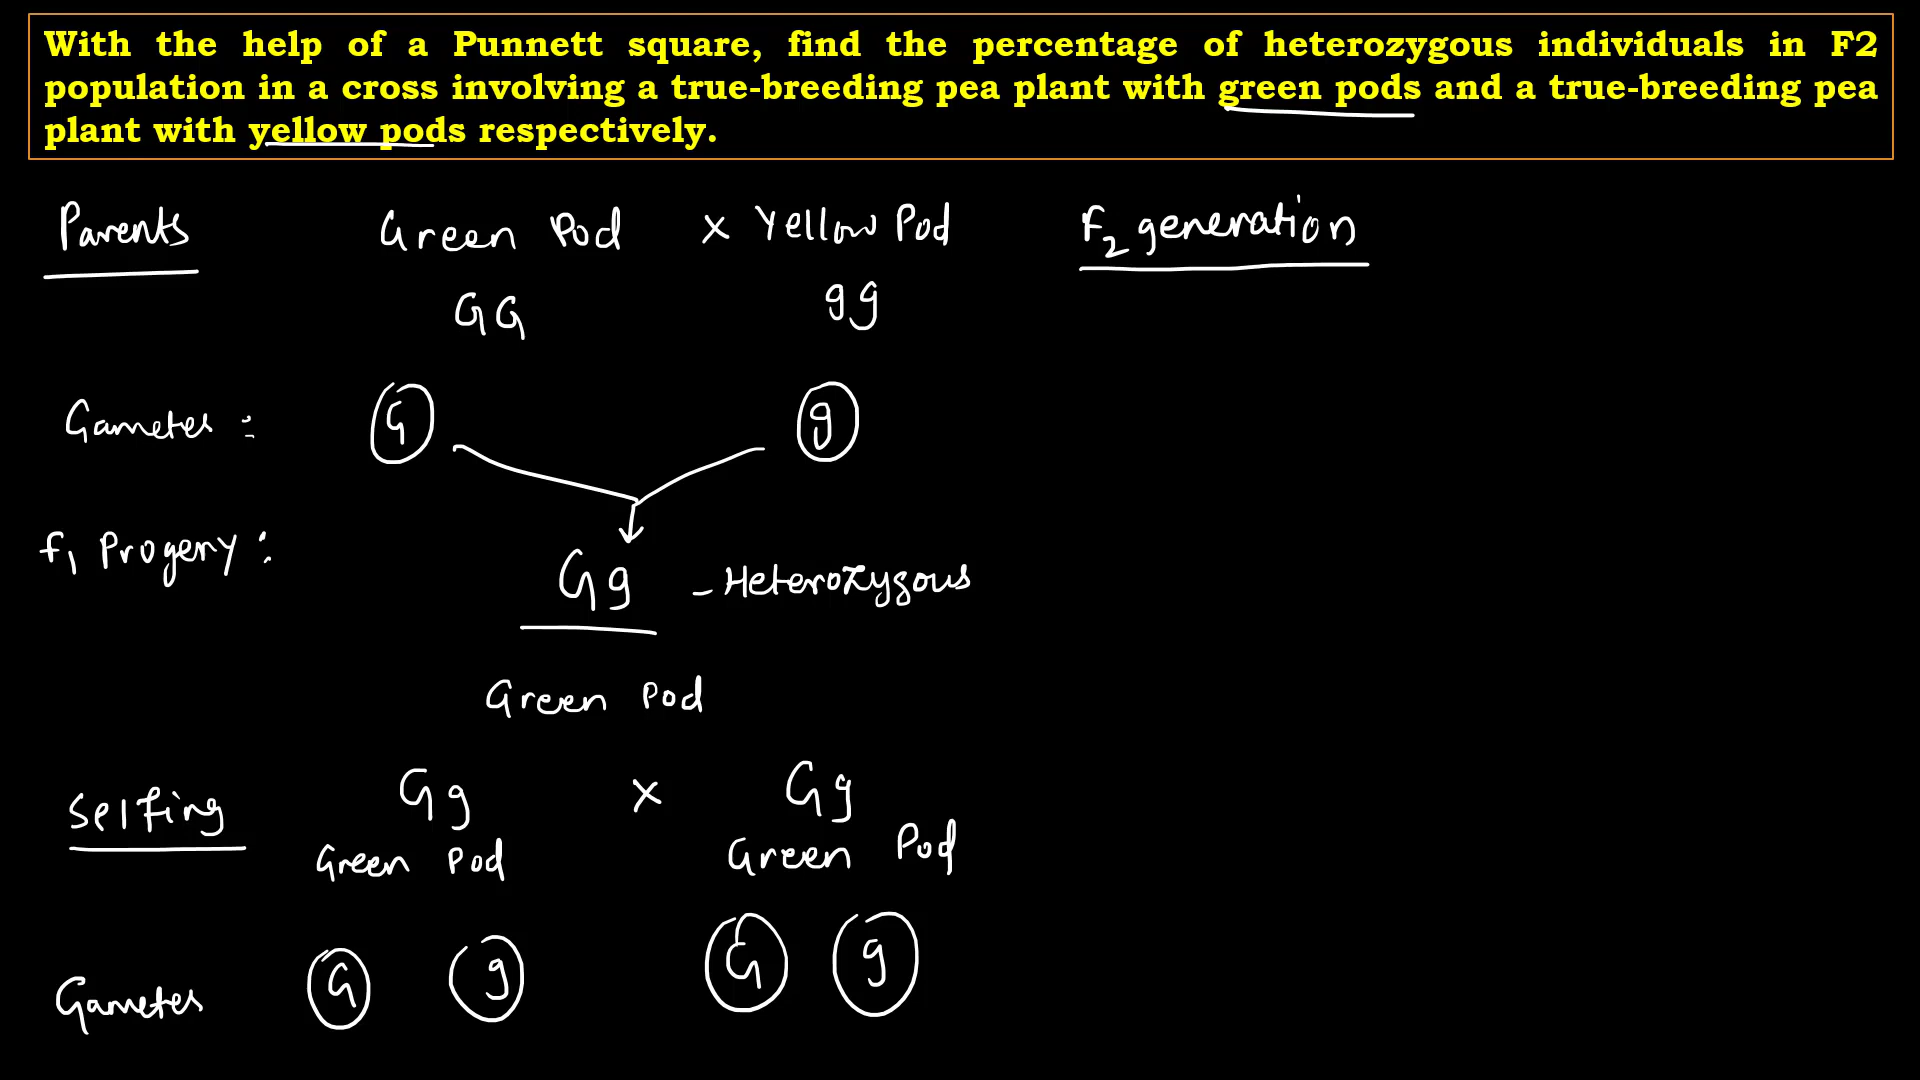 With the help of a Punnett square, find the percentage of heterozygous individuals in F2
population in a cross involving a true-breeding pea plant with green pods and a true-breeding pea
plant with yellow pods respectively.
Parents
Green Pod x Yellow Pod
GG gg
Gametes :
G g
F1 Progeny :
Gg - Heterozygous
Green Pod
Selfing
Gg x Gg
Green Pod Green Pod
Gametes
G g G g
F2 generation